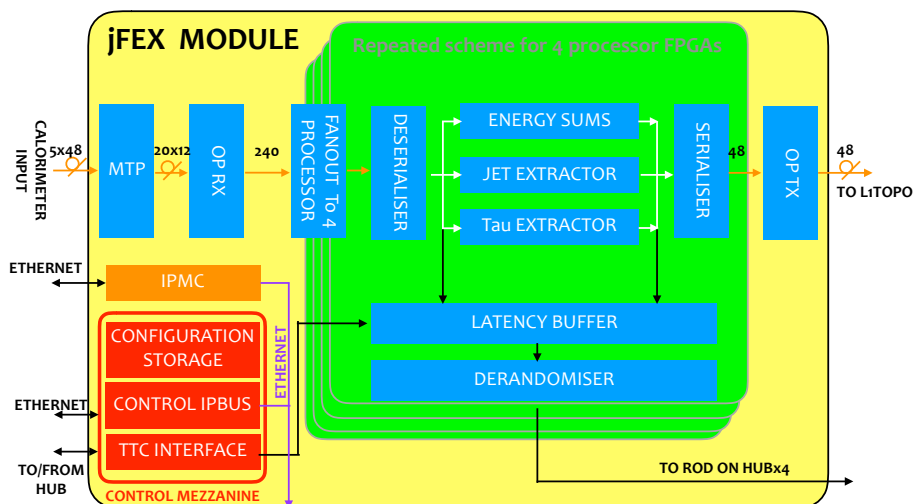 jFEX MODULE
Repeated scheme for 4 processor FPGAs
CALORIMETER
INPUT
5x48
MTP
20x12
OP RX
240
FANOUT To 4
PROCESSOR
DESERIALISER
ENERGY SUMS
JET EXTRACTOR
Tau EXTRACTOR
SERIALISER
48
OP TX
48
TO L1TOPO
ETHERNET
IPMC
LATENCY BUFFER
DERANDOMISER
ETHERNET
CONFIGURATION
STORAGE
CONTROL IPBUS
ETHERNET
TTC INTERFACE
TO/FROM
HUB
CONTROL MEZZANINE
TO ROD ON HUBx4